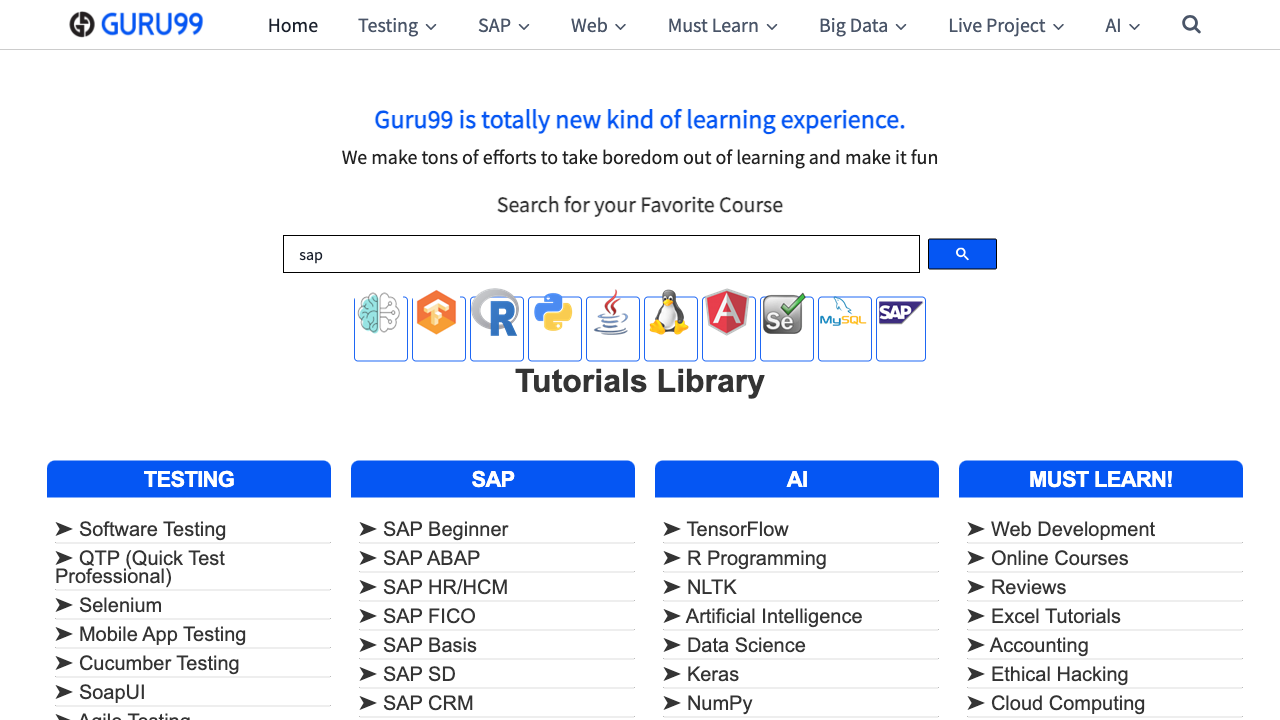 GURU99 Home Testing SAP Web Must Learn Big Data Live Project AI
Guru99 is totally new kind of learning experience.
We make tons of efforts to take boredom out of learning and make it fun
Search for your Favorite Course
sap
R Se MySQL SAP
Tutorials Library
TESTING
➤ Software Testing
➤ QTP (Quick Test
Professional)
➤ Selenium
➤ Mobile App Testing
➤ Cucumber Testing
➤ SoapUI
➤ Agile Testing
SAP
➤ SAP Beginner
➤ SAP ABAP
➤ SAP HR/HCM
➤ SAP FICO
➤ SAP Basis
➤ SAP SD
➤ SAP CRM
AI
➤ TensorFlow
➤ R Programming
➤ NLTK
➤ Artificial Intelligence
➤ Data Science
➤ Keras
➤ NumPy
MUST LEARN!
➤ Web Development
➤ Online Courses
➤ Reviews
➤ Excel Tutorials
➤ Accounting
➤ Ethical Hacking
➤ Cloud Computing